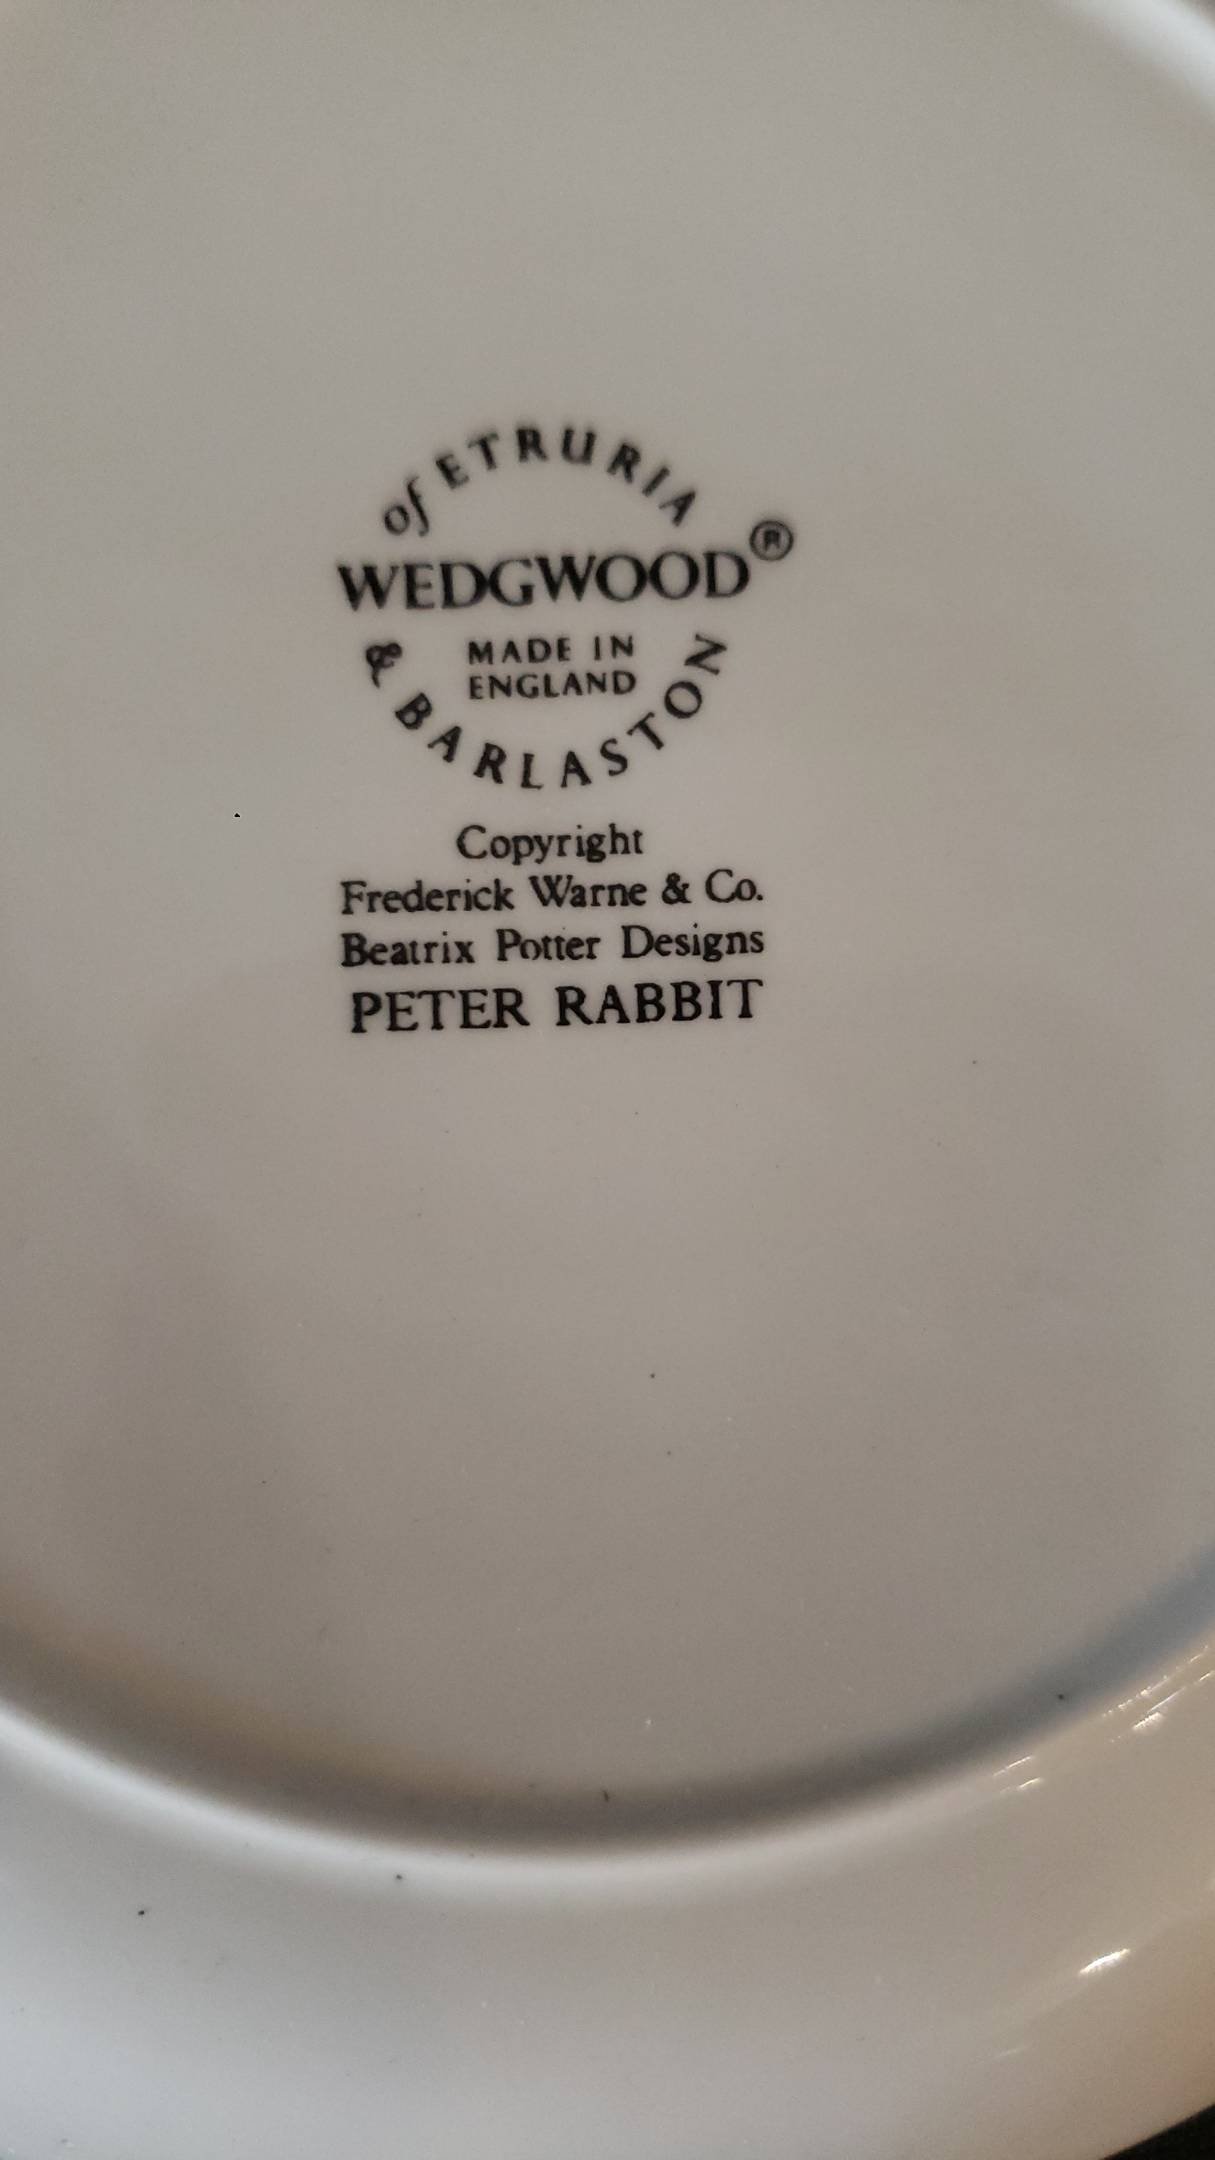 of ETRURIA
WEDGWOOD®
MADE IN
ENGLAND
& BARLASTON
Copyright
Frederick Warne & Co.
Beatrix Potter Designs
PETER RABBIT